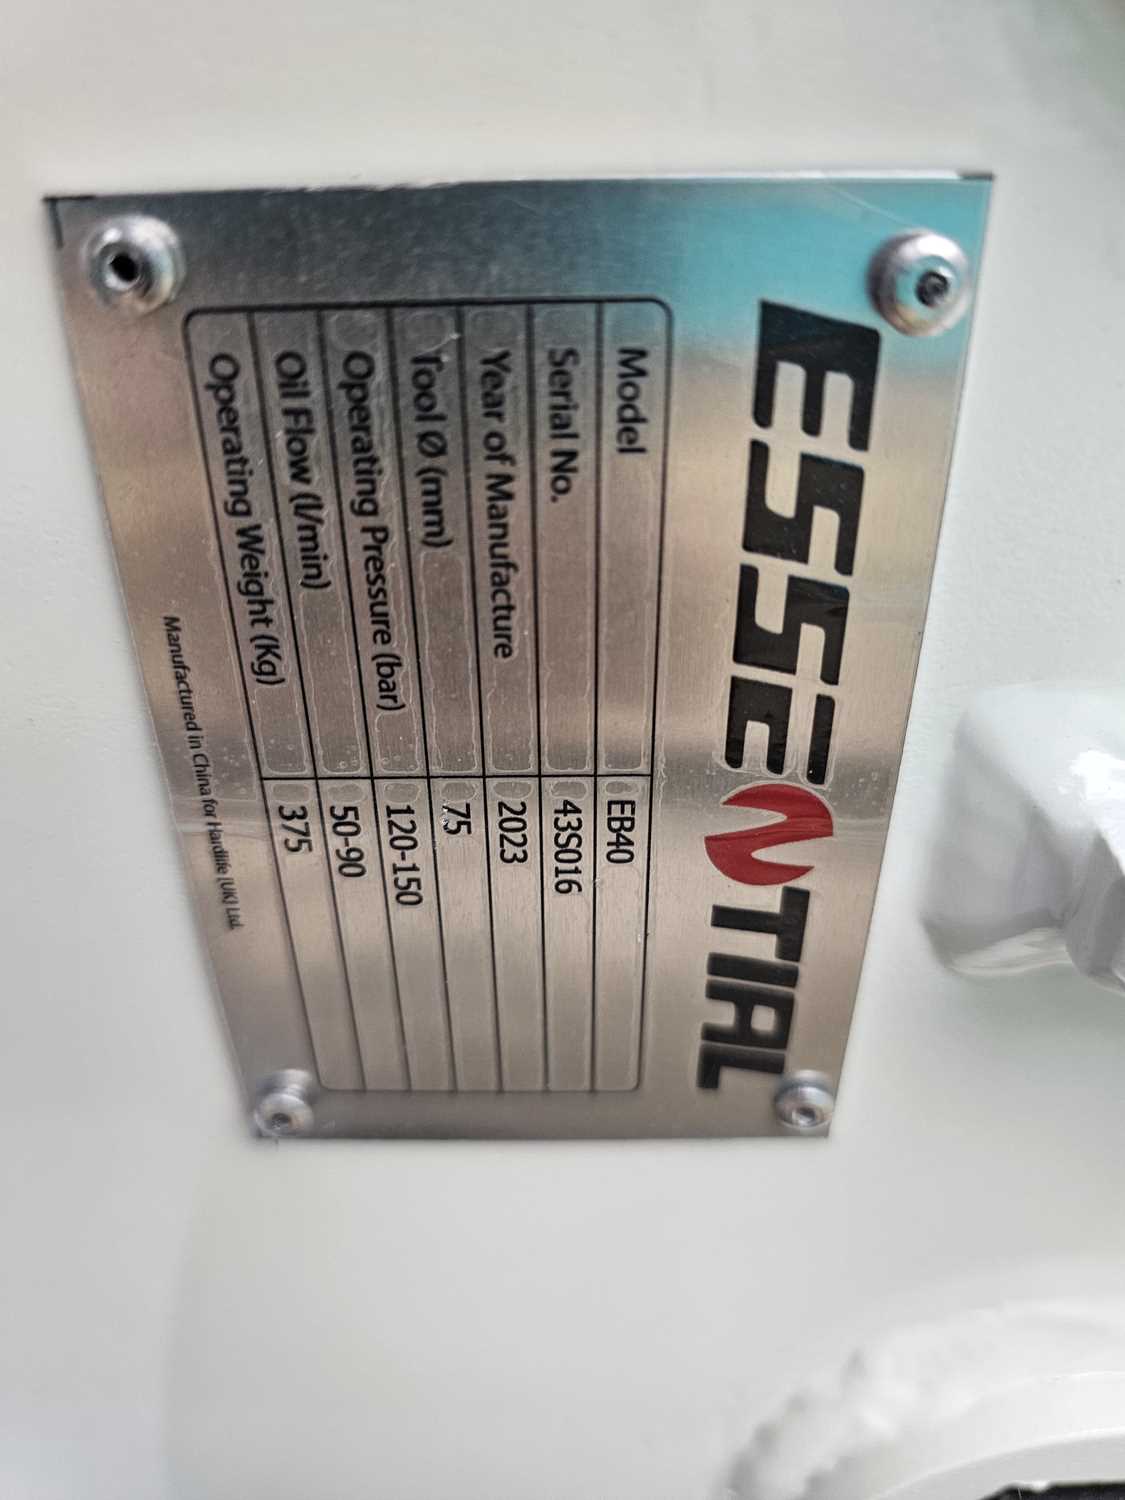 ESSENTIAL
Model EB40
Serial No. 43S016
Year of Manufacture 2023
Tool Ø (mm) 75
Operating Pressure (bar) 120-150
Oil Flow (l/min) 50-90
Operating Weight (Kg) 375
Manufactured in China for Hardlife (UK) Ltd.